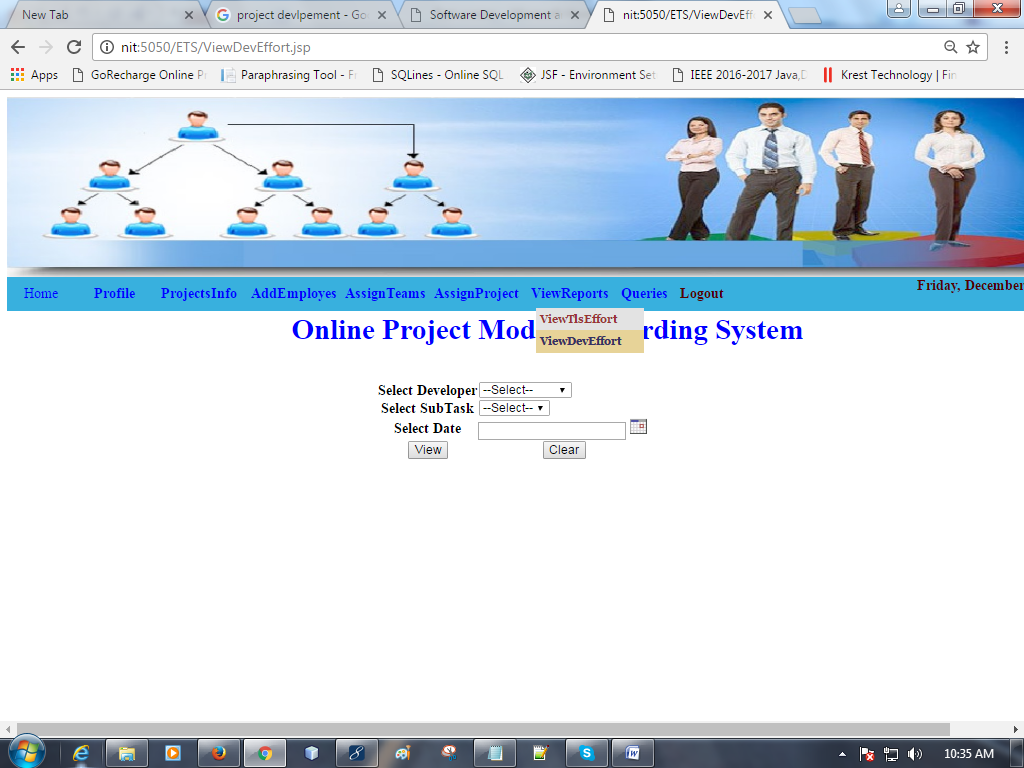 New Tab
project devlpement - Go
Software Development a
nit:5050/ETS/ViewDevEff
nit:5050/ETS/ViewDevEffort.jsp
Apps
GoRecharge Online P
Paraphrasing Tool - F
SQLines - Online SQL
JSF - Environment Set
IEEE 2016-2017 Java,D
Krest Technology | Fin
Friday, December
Home Profile ProjectsInfo AddEmployes AssignTeams AssignProject ViewReports Queries Logout
ViewTlsEffort
Online Project Mod rding System
ViewDevEffort
Select Developer --Select--
Select SubTask --Select--
Select Date
View Clear
10:35 AM